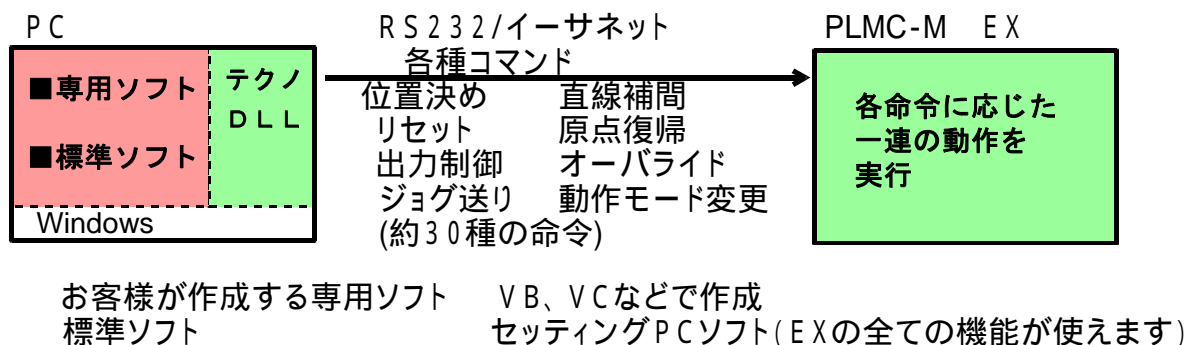 PC
RS232/イーサネット
PLMC-M EX
各種コマンド
■専用ソフト
テクノ
DLL
■標準ソフト
Windows
位置決め 直線補間
リセット 原点復帰
出力制御 オーバライド
ジョグ送り 動作モード変更
(約30種の命令)
各命令に応じた
一連の動作を
実行
お客様が作成する専用ソフト VB、VCなどで作成
標準ソフト セッティングPCソフト(EXの全ての機能が使えます)